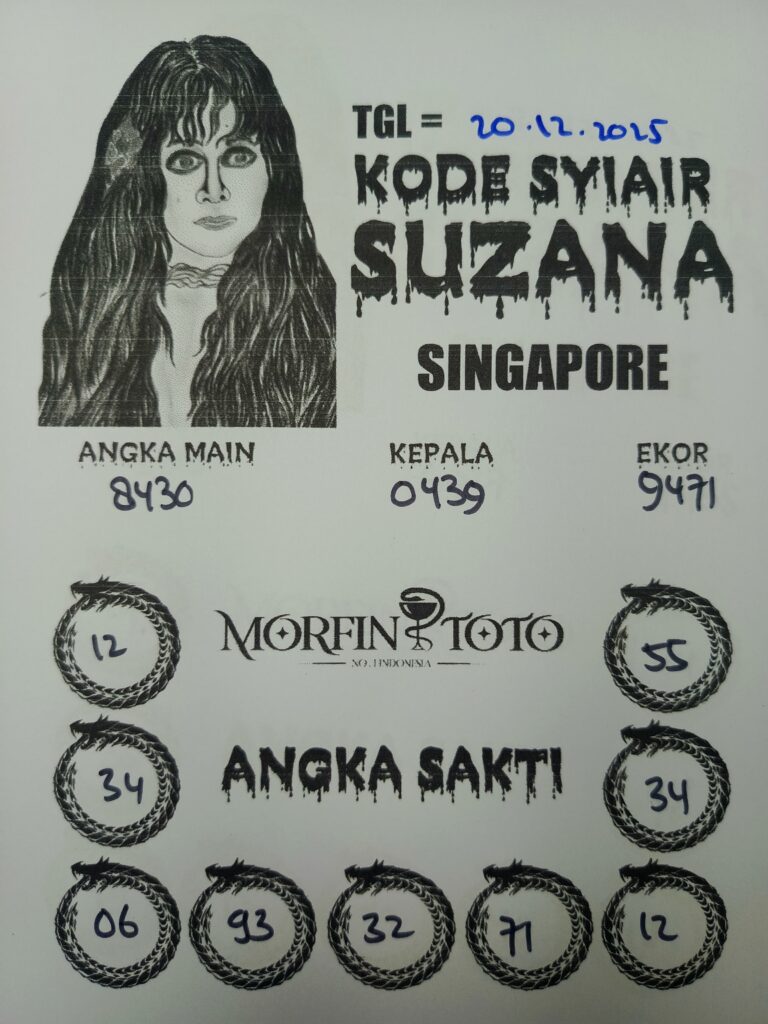 TGL = 20.12.2025
KODE SYIAIR
SUZANA
SINGAPORE
ANGKA MAIN KEPALA EKOR
8430 0439 9471
MORFIN TOTO
NO. 1 INDONESIA
12 55
ANGKA SAKTI
34 34
06 93 32 71 12